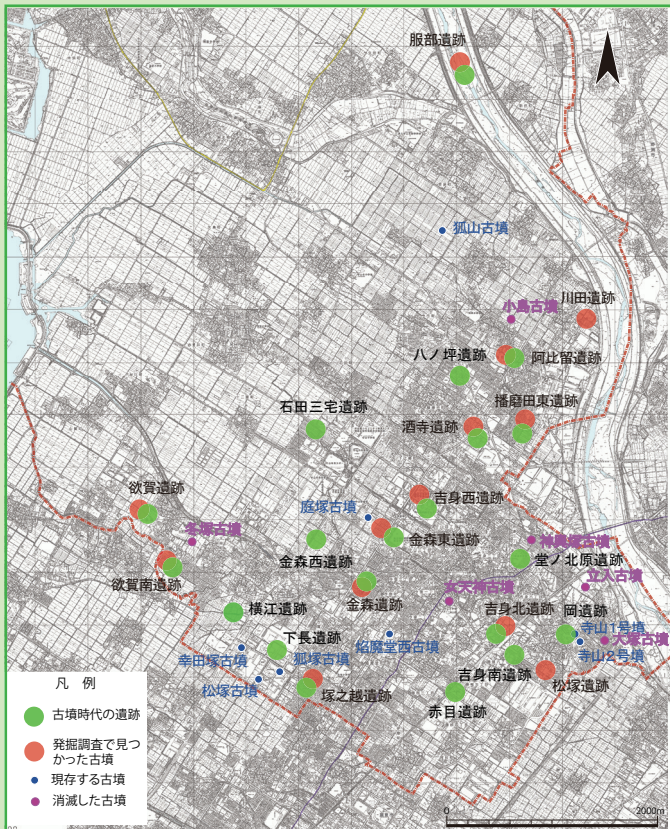 服部遺跡
狐山古墳
小島古墳
川田遺跡
八ノ坪遺跡
阿比留遺跡
播磨田東遺跡
石田三宅遺跡
酒寺遺跡
欲賀遺跡
吉身西遺跡
庭塚古墳
冬塚古墳
金森東遺跡
金森西遺跡
堂ノ北原遺跡
欲賀南遺跡
立入古墳
金森遺跡
横江遺跡
吉身北遺跡
岡遺跡
寺山1号墳
大塚古墳
寺山2号墳
下長遺跡
焰魔堂西古墳
幸田塚古墳
狐塚古墳
吉身南遺跡
松塚古墳
塚之越遺跡
松塚遺跡
赤目遺跡
凡 例
古墳時代の遺跡
発掘調査で見つ
かった古墳
現存する古墳
消滅した古墳
0
2000m